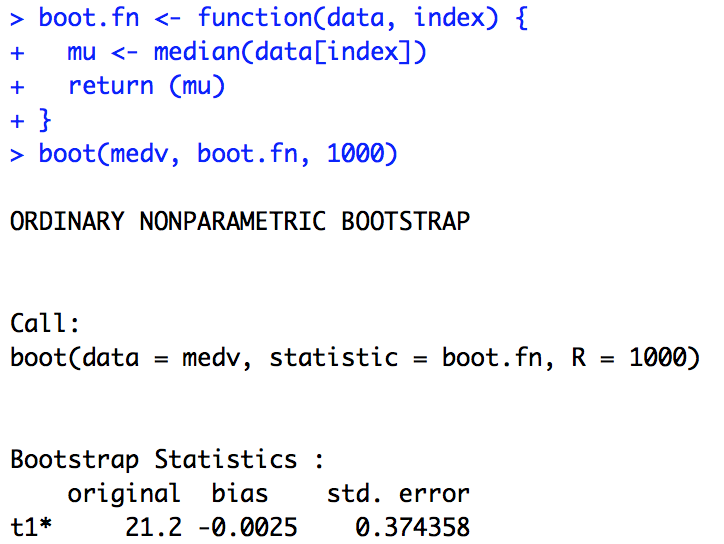 > boot.fn <- function(data, index) {
+   mu <- median(data[index])
+   return (mu)
+ }
> boot(medv, boot.fn, 1000)
ORDINARY NONPARAMETRIC BOOTSTRAP
Call:
boot(data = medv, statistic = boot.fn, R = 1000)
Bootstrap Statistics :
    original  bias    std. error
t1*     21.2 -0.0025    0.374358